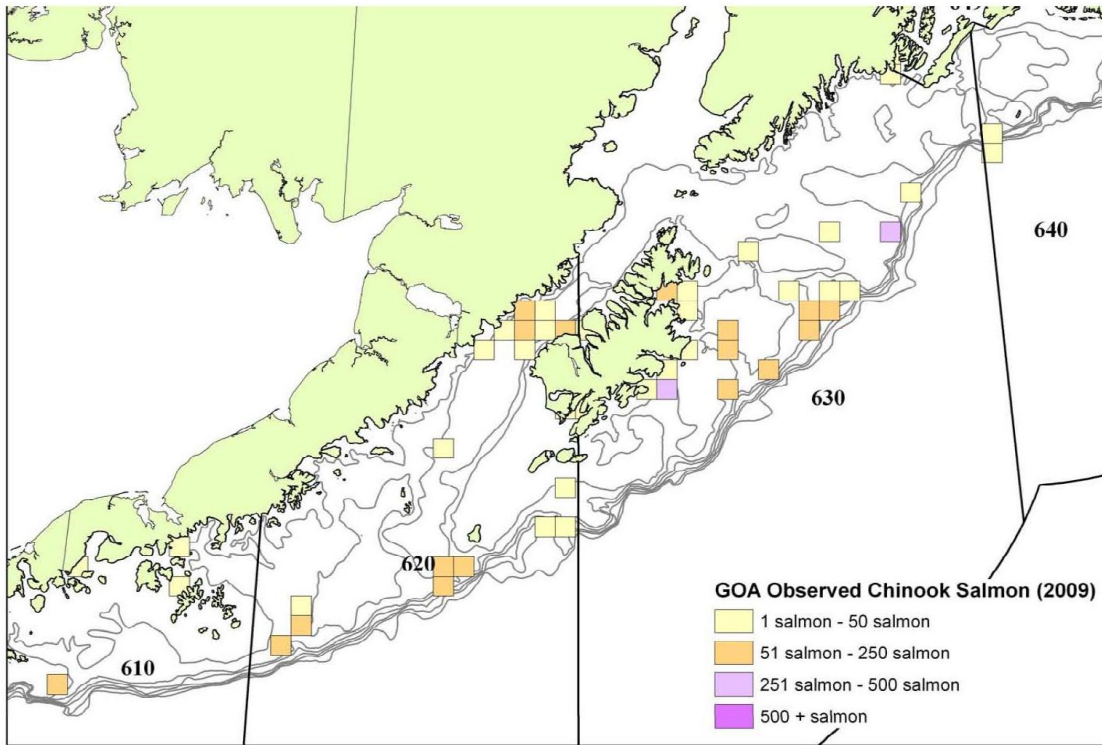 640
630
620
610
GOA Observed Chinook Salmon (2009)
1 salmon - 50 salmon
51 salmon - 250 salmon
251 salmon - 500 salmon
500 + salmon